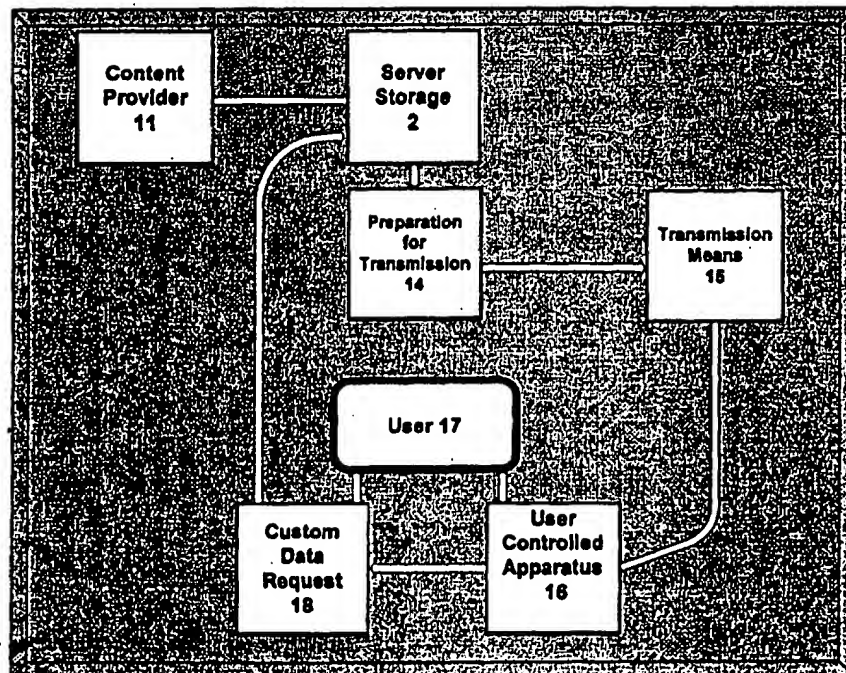 Content
Provider
11
Server
Storage
2
Preparation
for
Transmission
14
Transmission
Means
15
User 17
Custom
Data
Request
18
User
Controlled
Apparatus
16